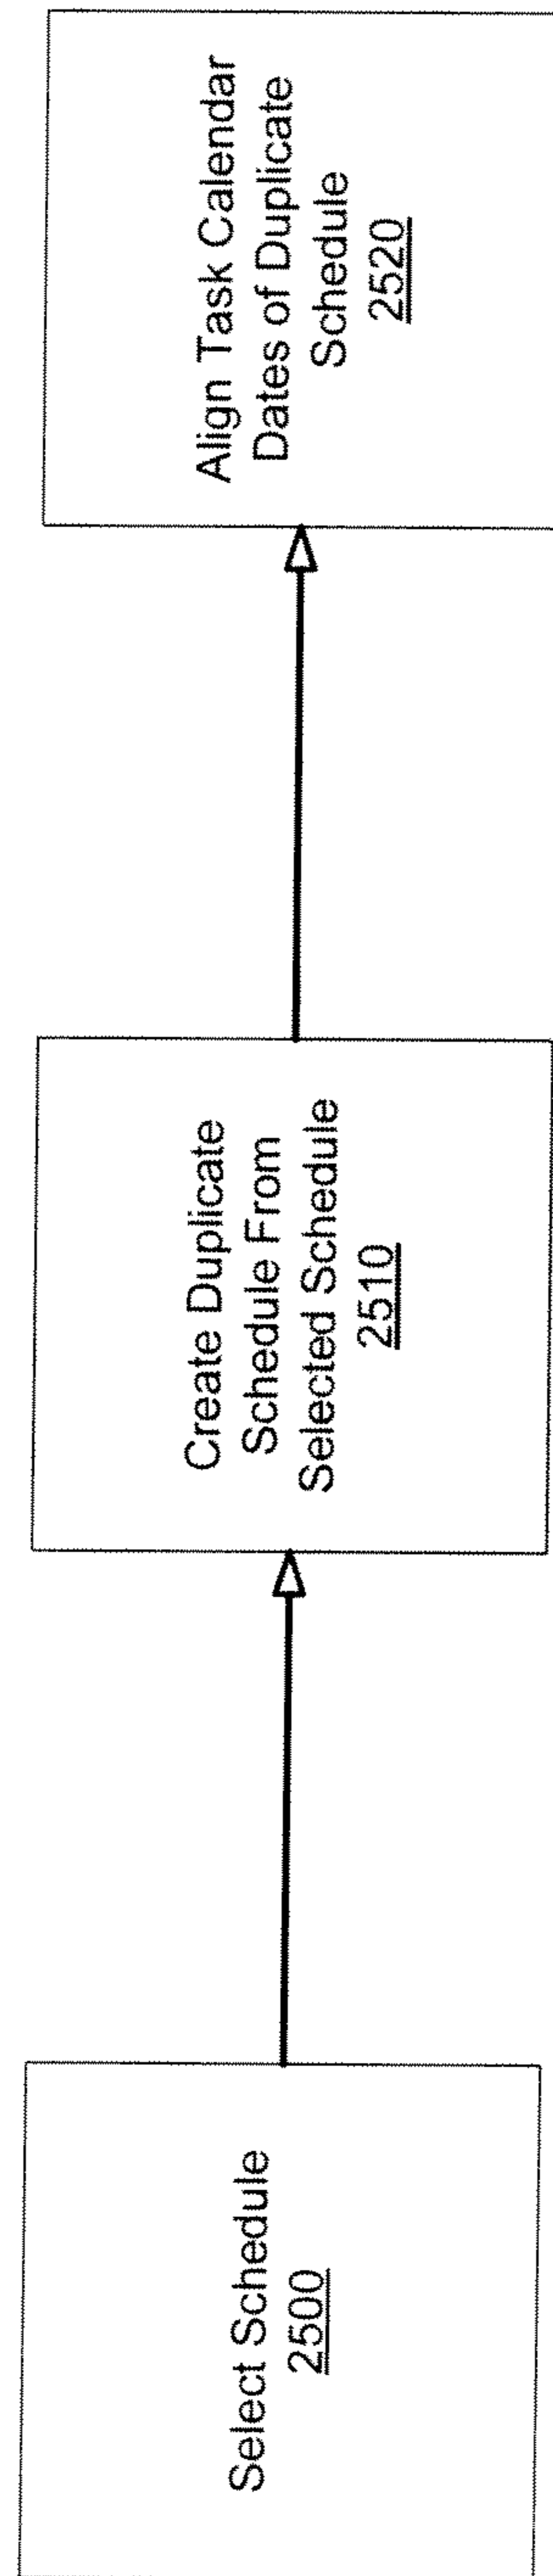 Select Schedule
2500
Create Duplicate
Schedule From
Selected Schedule
2510
Align Task Calendar
Dates of Duplicate
Schedule
2520